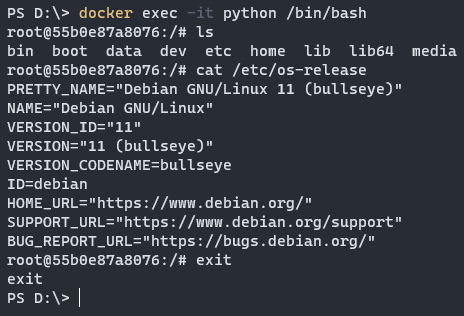 PS D:\> docker exec -it python /bin/bash
root@55b0e87a8076:/# ls
bin  boot  data  dev  etc  home  lib  lib64  media
root@55b0e87a8076:/# cat /etc/os-release
PRETTY_NAME="Debian GNU/Linux 11 (bullseye)"
NAME="Debian GNU/Linux"
VERSION_ID="11"
VERSION="11 (bullseye)"
VERSION_CODENAME=bullseye
ID=debian
HOME_URL="https://www.debian.org/"
SUPPORT_URL="https://www.debian.org/support"
BUG_REPORT_URL="https://bugs.debian.org/"
root@55b0e87a8076:/# exit
exit
PS D:\>